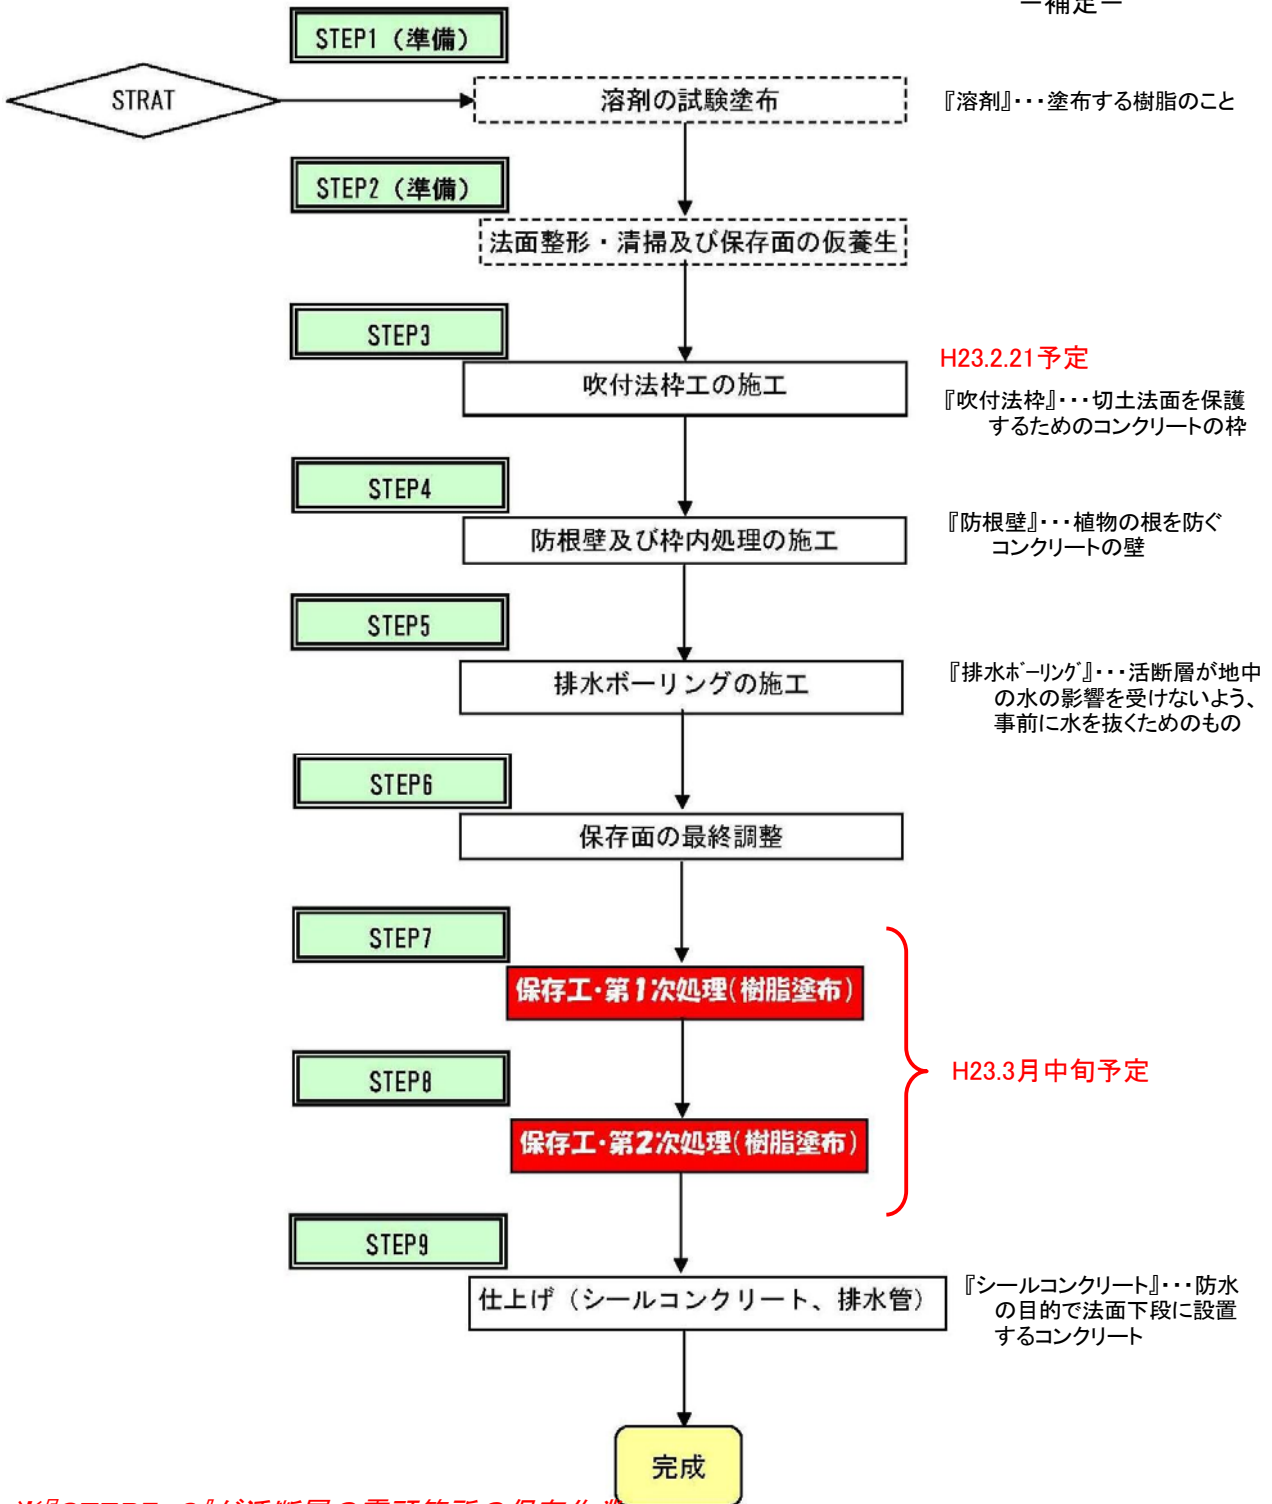 －補足－
STEP1（準備）
STRAT
溶剤の試験塗布
『溶剤』・・・塗布する樹脂のこと
STEP2（準備）
法面整形・清掃及び保存面の仮養生
STEP3
H23.2.21予定
吹付法枠工の施工
『吹付法枠』・・・切土法面を保護
するためのコンクリートの枠
STEP4
防根壁及び枠内処理の施工
『防根壁』・・・植物の根を防ぐ
コンクリートの壁
STEP5
排水ボーリングの施工
『排水ﾎﾞｰﾘﾝｸﾞ』・・・活断層が地中
の水の影響を受けないよう、
事前に水を抜くためのもの
STEP6
保存面の最終調整
STEP7
保存工・第1次処理(樹脂塗布)
STEP8
H23.3月中旬予定
保存工・第2次処理(樹脂塗布)
STEP9
仕上げ（シールコンクリート、排水管）
『シールコンクリート』・・・防水
の目的で法面下段に設置
するコンクリート
完成